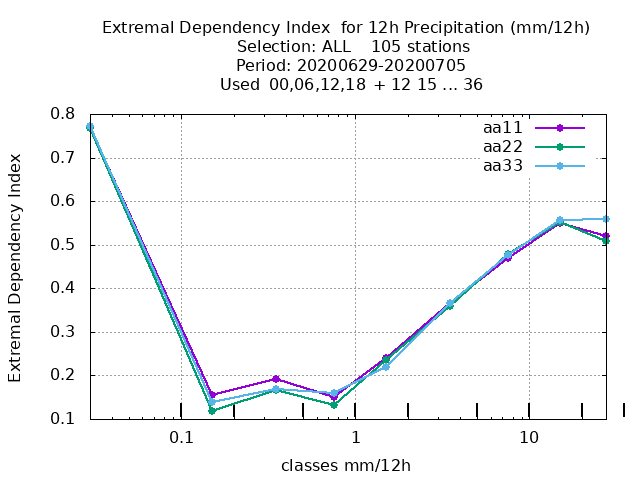 Extremal Dependency Index for 12h Precipitation (mm/12h)
Selection: ALL 105 stations
Period: 20200629-20200705
Used 00,06,12,18 + 12 15 ... 36
aa11
aa22
aa33
Extremal Dependency Index
0.8
0.7
0.6
0.5
0.4
0.3
0.2
0.1
0.1
1
10
classes mm/12h